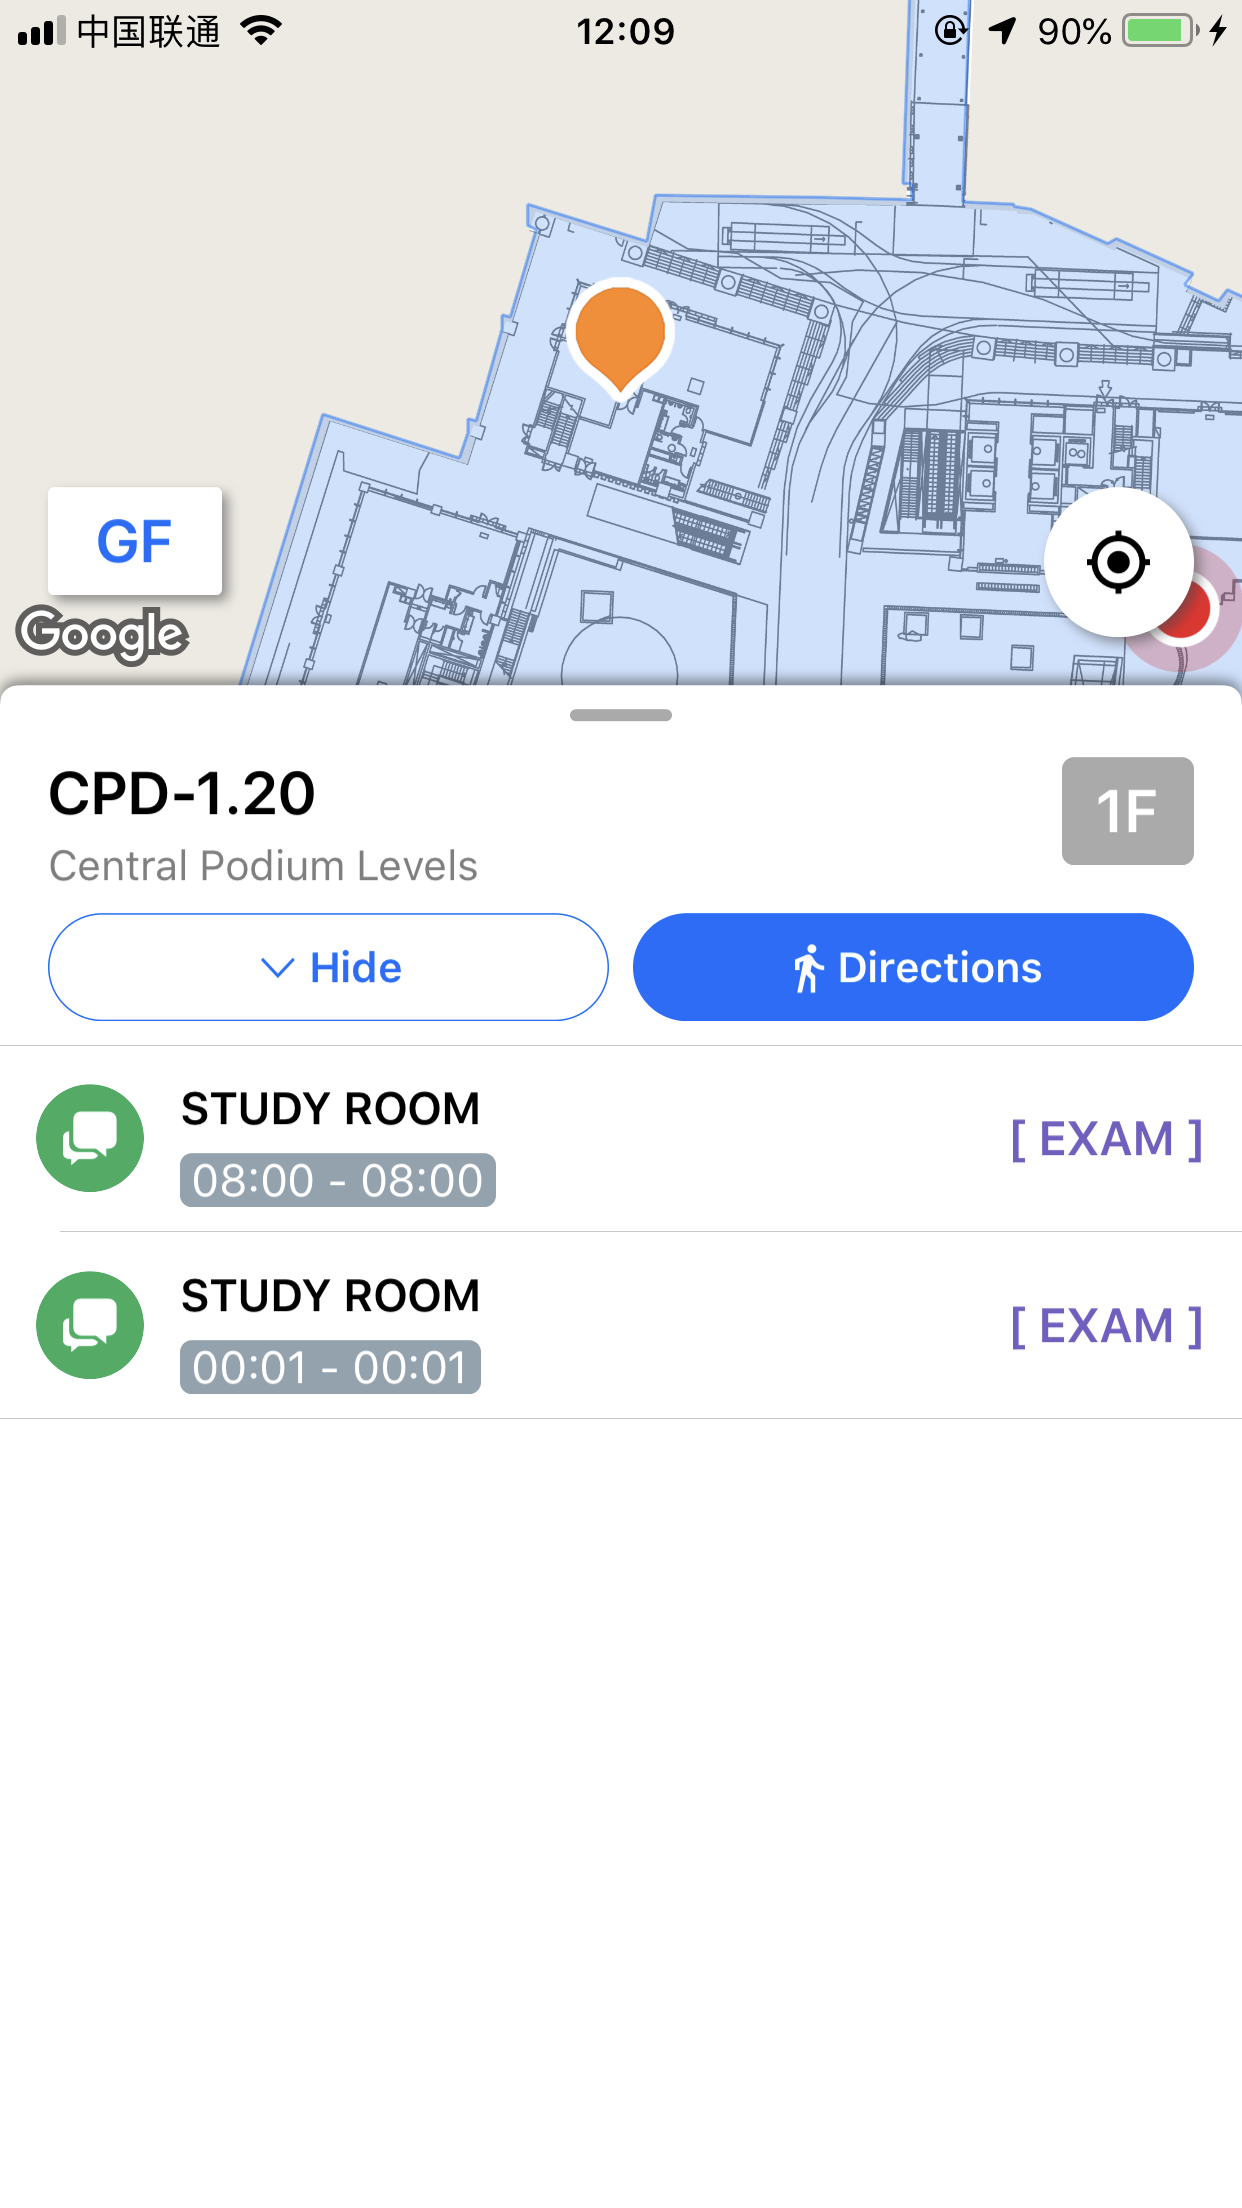 中国联通 12:09 90%
GF
Google
CPD-1.20 1F
Central Podium Levels
Hide Directions
STUDY ROOM
08:00 - 08:00
[ EXAM ]
STUDY ROOM
00:01 - 00:01
[ EXAM ]